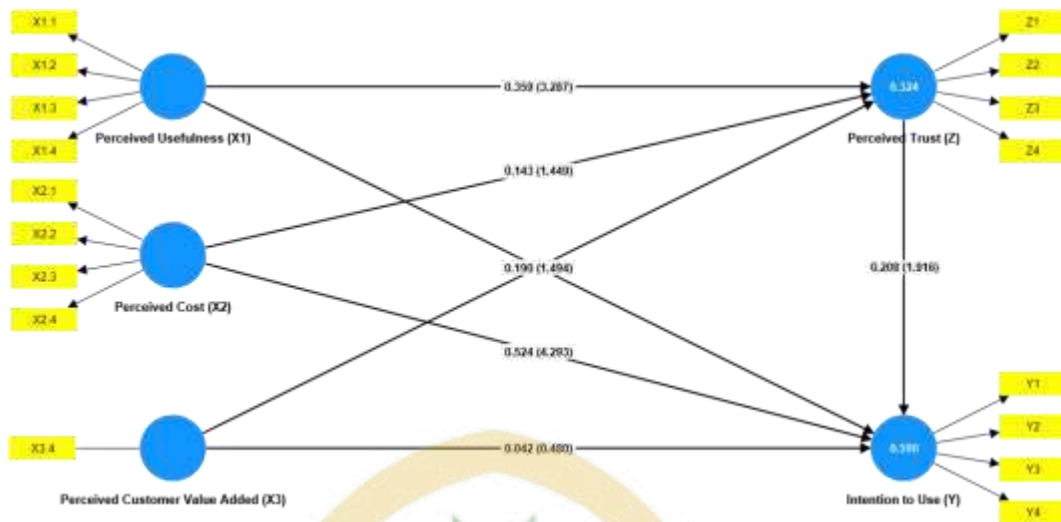 X1.1
X1.2
X1.3
X1.4
Perceived Usefulness (X1)
X2.1
X2.2
X2.3
X2.4
Perceived Cost (X2)
X3.4
Perceived Customer Value Added (X3)
0.359 (3.287)
0.143 (1.449)
0.190 (1.494)
0.524 (4.293)
0.042 (0.480)
0.208 (1.916)
0.324
Perceived Trust (Z)
Z1
Z2
Z3
Z4
Intention to Use (Y)
Y1
Y2
Y3
Y4